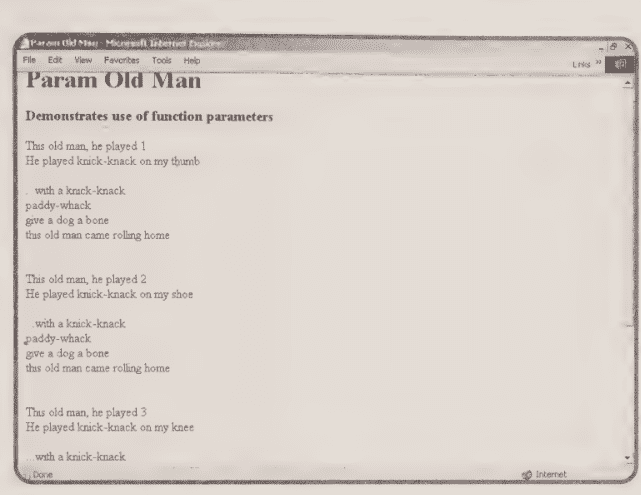 Param Old Man - Microsoft Internet Explorer
File Edit View Favorites Tools Help
Links »
Param Old Man
Demonstrates use of function parameters
This old man, he played 1
He played knick-knack on my thumb
...with a knick-knack
paddy-whack
give a dog a bone
this old man came rolling home
This old man, he played 2
He played knick-knack on my shoe
...with a knick-knack
paddy-whack
give a dog a bone
this old man came rolling home
This old man, he played 3
He played knick-knack on my knee
...with a knick-knack
Done
Internet